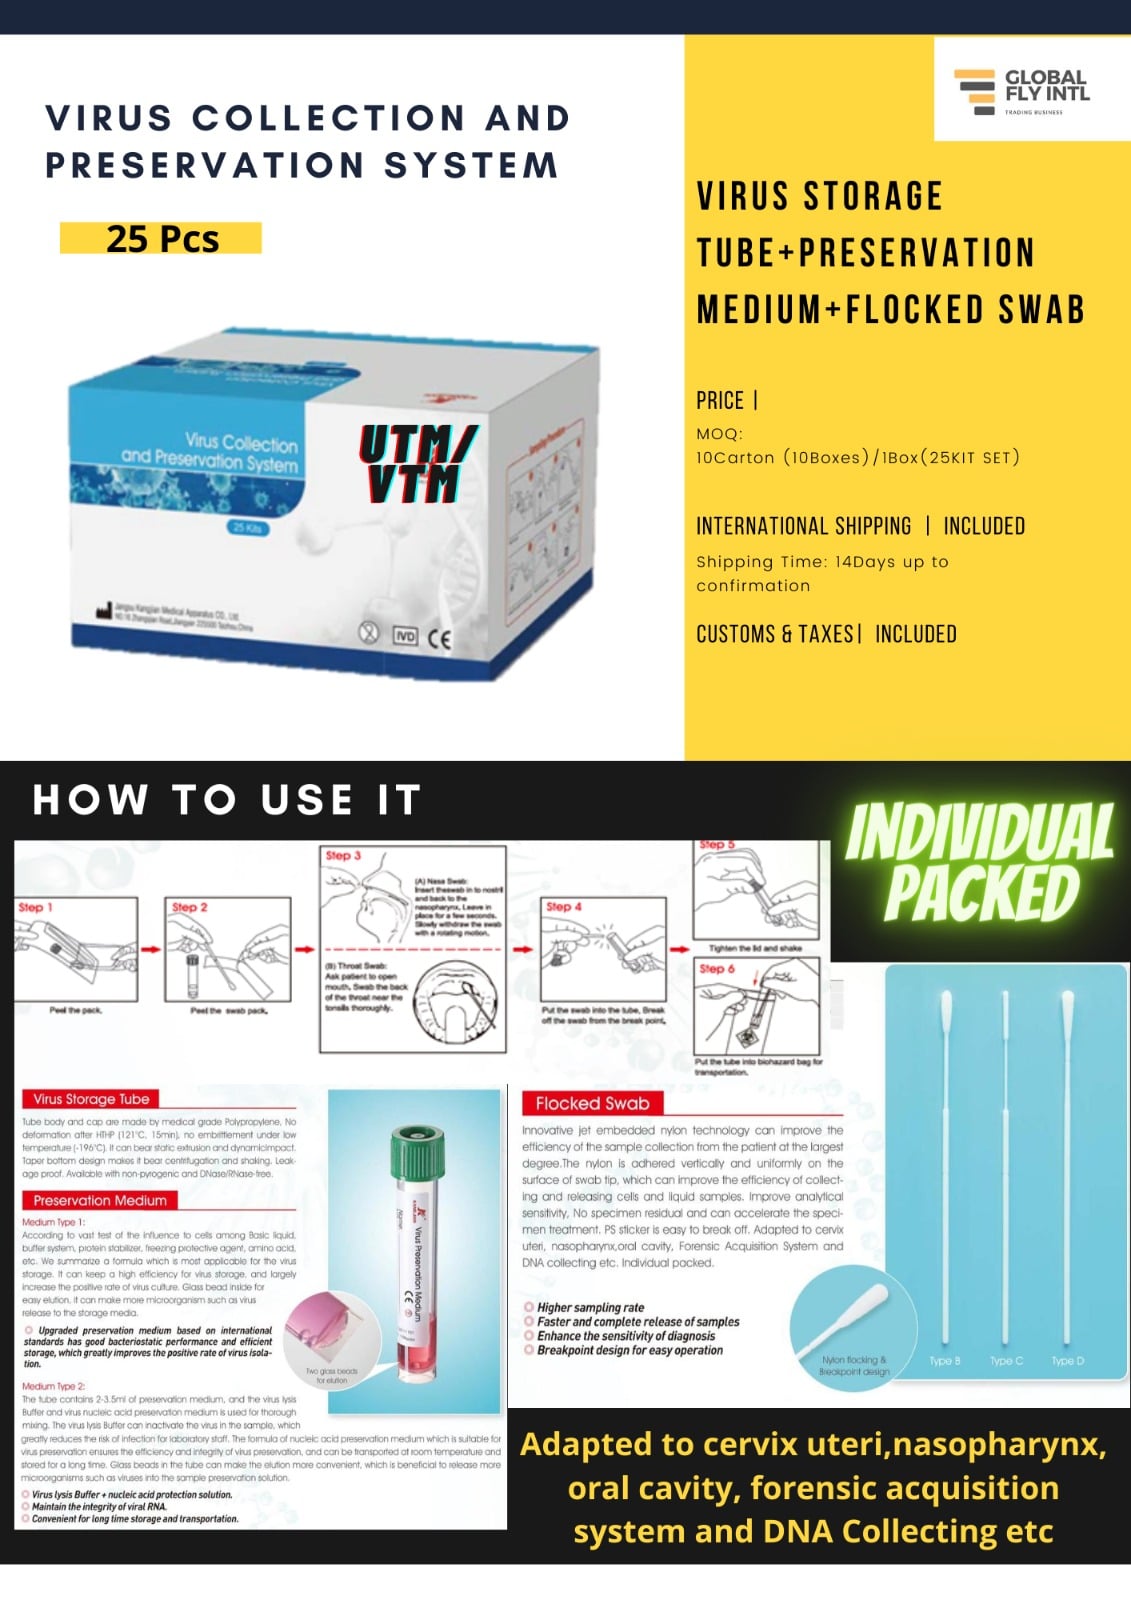 GLOBAL
FLY INTL
TRADING BUSINESS
VIRUS COLLECTION AND
PRESERVATION SYSTEM
25 Pcs
VIRUS STORAGE
TUBE+PRESERVATION
MEDIUM+FLOCKED SWAB
PRICE |
MOQ:
10Carton (10Boxes)/1Box(25KIT SET)
INTERNATIONAL SHIPPING | INCLUDED
Shipping Time: 14Days up to
confirmation
CUSTOMS & TAXES| INCLUDED
Virus Collection
and Preservation System
25 Kits
UTM/
VTM
Jiangsu Kangjian Medical Apparatus CO., Ltd.
IVD CE
HOW TO USE IT
INDIVIDUAL
PACKED
Step 1
Peel the pack.
Step 2
Peel the swab pack.
Step 3
(A) Nasa Swab:
Insert theswab in to nostril
and back to the
nasopharynx, Leave in
place for a few seconds.
Slowly withdraw the swab
with a rotating motion.
(B) Throat Swab:
Ask patient to open
mouth, Swab the back
of the throat near the
tonsils thoroughly.
Step 4
Put the swab into the tube, Break
off the swab from the break point,
Step 5
Tighten the lid and shake
Step 6
Put the tube into biohazard bag for
transportation.
Virus Storage Tube
Tube body and cap are made by medical grade Polypropylene, No
deformation after HTHP (121°C, 15min), no embrittlement under low
temperature (-196°C). It can bear static extrusion and dynamicimpact.
Taper bottom design makes it bear centrifugation and shaking. Leak-
age proof. Available with non-pyrogenic and DNase/RNase-free.
Preservation Medium
Medium Type 1:
According to vast test of the influence to cells among Basic liquid,
buffer system, protein stabilizer, freezing protective agent, amino acid,
etc. We summarize a formula which is most applicable for the virus
storage. It can keep a high efficiency for virus storage, and largely
increase the positive rate of virus culture. Glass bead inside for
easy elution, it can make more microorganism such as virus
release to the storage media.
Upgraded preservation medium based on international
standards has good bacteriostatic performance and efficient
storage, which greatly improves the positive rate of virus isola-
tion.
Two glass beads
for elution
Virus Preservation Medium
CE
Medium Type 2:
The tube contains 2-3.5ml of preservation medium, and the virus lysis
Buffer and virus nucleic acid preservation medium is used for thorough
mixing. The virus lysis Buffer can inactivate the virus in the sample, which
greatly reduces the risk of infection for laboratory staff. The formula of nucleic acid preservation medium which is suitable for
virus preservation ensures the efficiency and integrity of virus preservation, and can be transported at room temperature and
stored for a long time. Glass beads in the tube can make the elution more convenient, which is beneficial to release more
microorganisms such as viruses into the sample preservation solution.
Virus lysis Buffer + nucleic acid protection solution.
Maintain the integrity of viral RNA.
Convenient for long time storage and transportation.
Flocked Swab
Innovative jet embedded nylon technology can improve the
efficiency of the sample collection from the patient at the largest
degree.The nylon is adhered vertically and uniformly on the
surface of swab tip, which can improve the efficiency of collect-
ing and releasing cells and liquid samples. Improve analytical
sensitivity, No specimen residual and can accelerate the speci-
men treatment. PS sticker is easy to break off. Adapted to cervix
uteri, nasopharynx,oral cavity, Forensic Acquisition System and
DNA collecting etc. Individual packed.
Higher sampling rate
Faster and complete release of samples
Enhance the sensitivity of diagnosis
Breakpoint design for easy operation
Nylon flocking &
Breakpoint design
Type B
Type C
Type D
Adapted to cervix uteri,nasopharynx,
oral cavity, forensic acquisition
system and DNA Collecting etc